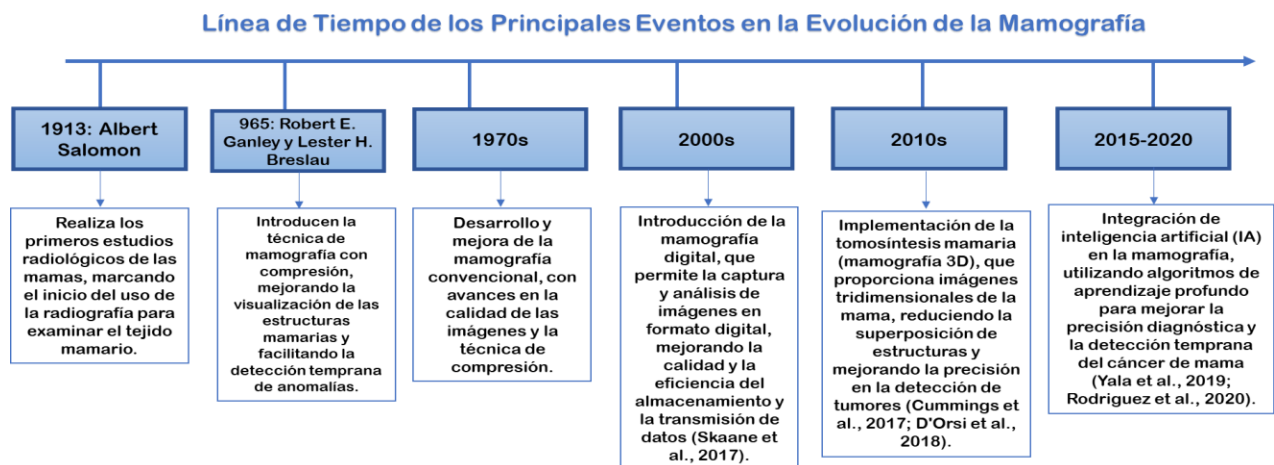 Línea de Tiempo de los Principales Eventos en la Evolución de la Mamografía
1913: Albert
Salomon
965: Robert E.
Ganley y Lester H.
Breslau
1970s
2000s
2010s
2015-2020
Realiza los
primeros estudios
radiológicos de las
mamas, marcando
el inicio del uso de
la radiografía para
examinar el tejido
mamario.
Introducen la
técnica de
mamografía con
compresión,
mejorando la
visualización de las
estructuras
mamarias y
facilitando la
detección temprana
de anomalías.
Desarrollo y
mejora de la
mamografía
convencional, con
avances en la
calidad de las
imágenes y la
técnica de
compresión.
Introducción de la
mamografía
digital, que
permite la captura
y análisis de
imágenes en
formato digital,
mejorando la
calidad y la
eficiencia del
almacenamiento y
la transmisión de
datos (Skaane et
al., 2017).
Implementación de la
tomosíntesis mamaria
(mamografía 3D), que
proporciona imágenes
tridimensionales de la
mama, reduciendo la
superposición de
estructuras y
mejorando la precisión
en la detección de
tumores (Cummings et
al., 2017; D'Orsi et al.,
2018).
Integración de
inteligencia artificial (IA)
en la mamografía,
utilizando algoritmos de
aprendizaje profundo
para mejorar la
precisión diagnóstica y
la detección temprana
del cáncer de mama
(Yala et al., 2019;
Rodriguez et al., 2020).